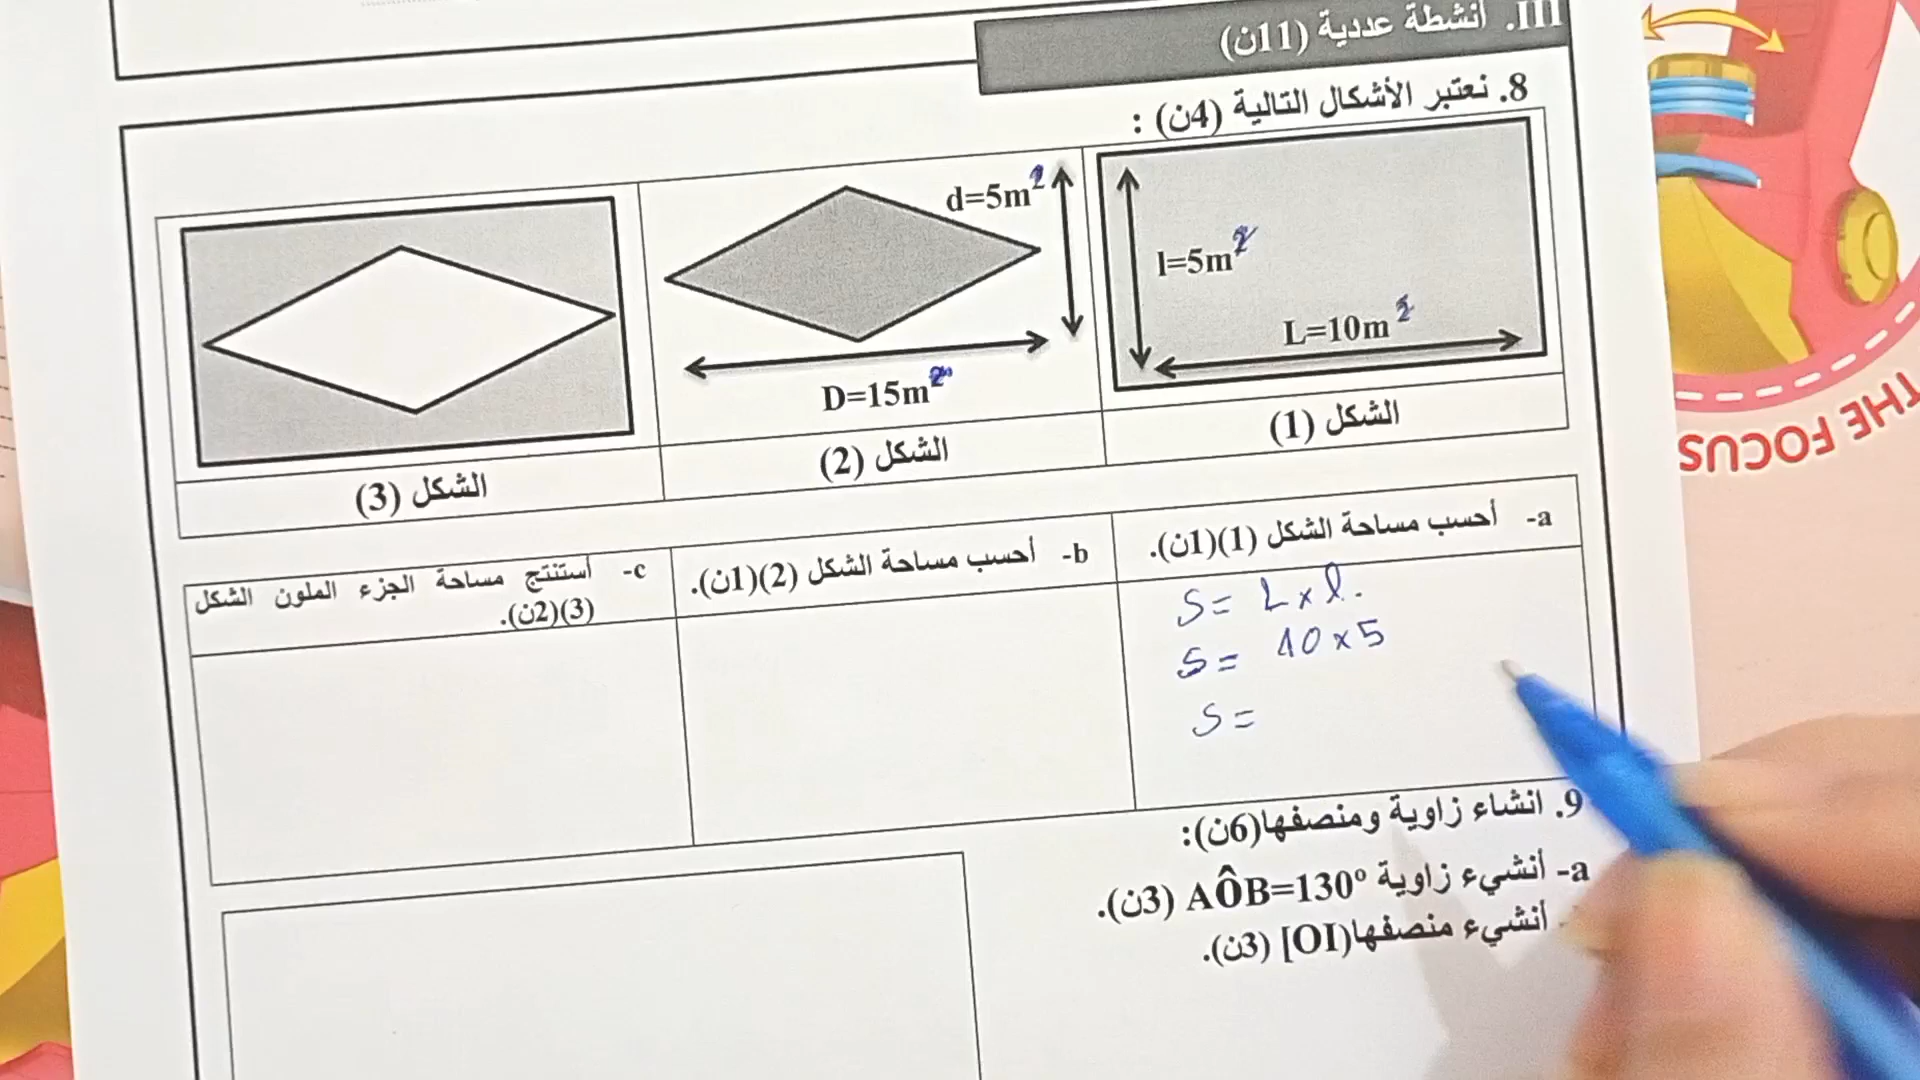 III. أنشطة عددية (11ن)
8. نعتبر الأشكال التالية (4ن) :
l=5m²
L=10m²
الشكل (1)
d=5m²
D=15m²
الشكل (2)
الشكل (3)
a- أحسب مساحة الشكل (1)(1ن).
S= L x l.
S= 10 x 5
S=
b- أحسب مساحة الشكل (2)(1ن).
c- أستنتج مساحة الجزء الملون الشكل
(3)(2ن).
9. انشاء زاوية ومنصفها(6ن):
a- أنشيء زاوية AÔB=130° (3ن).
- أنشيء منصفها(OI] (3ن).
THE FOCUS